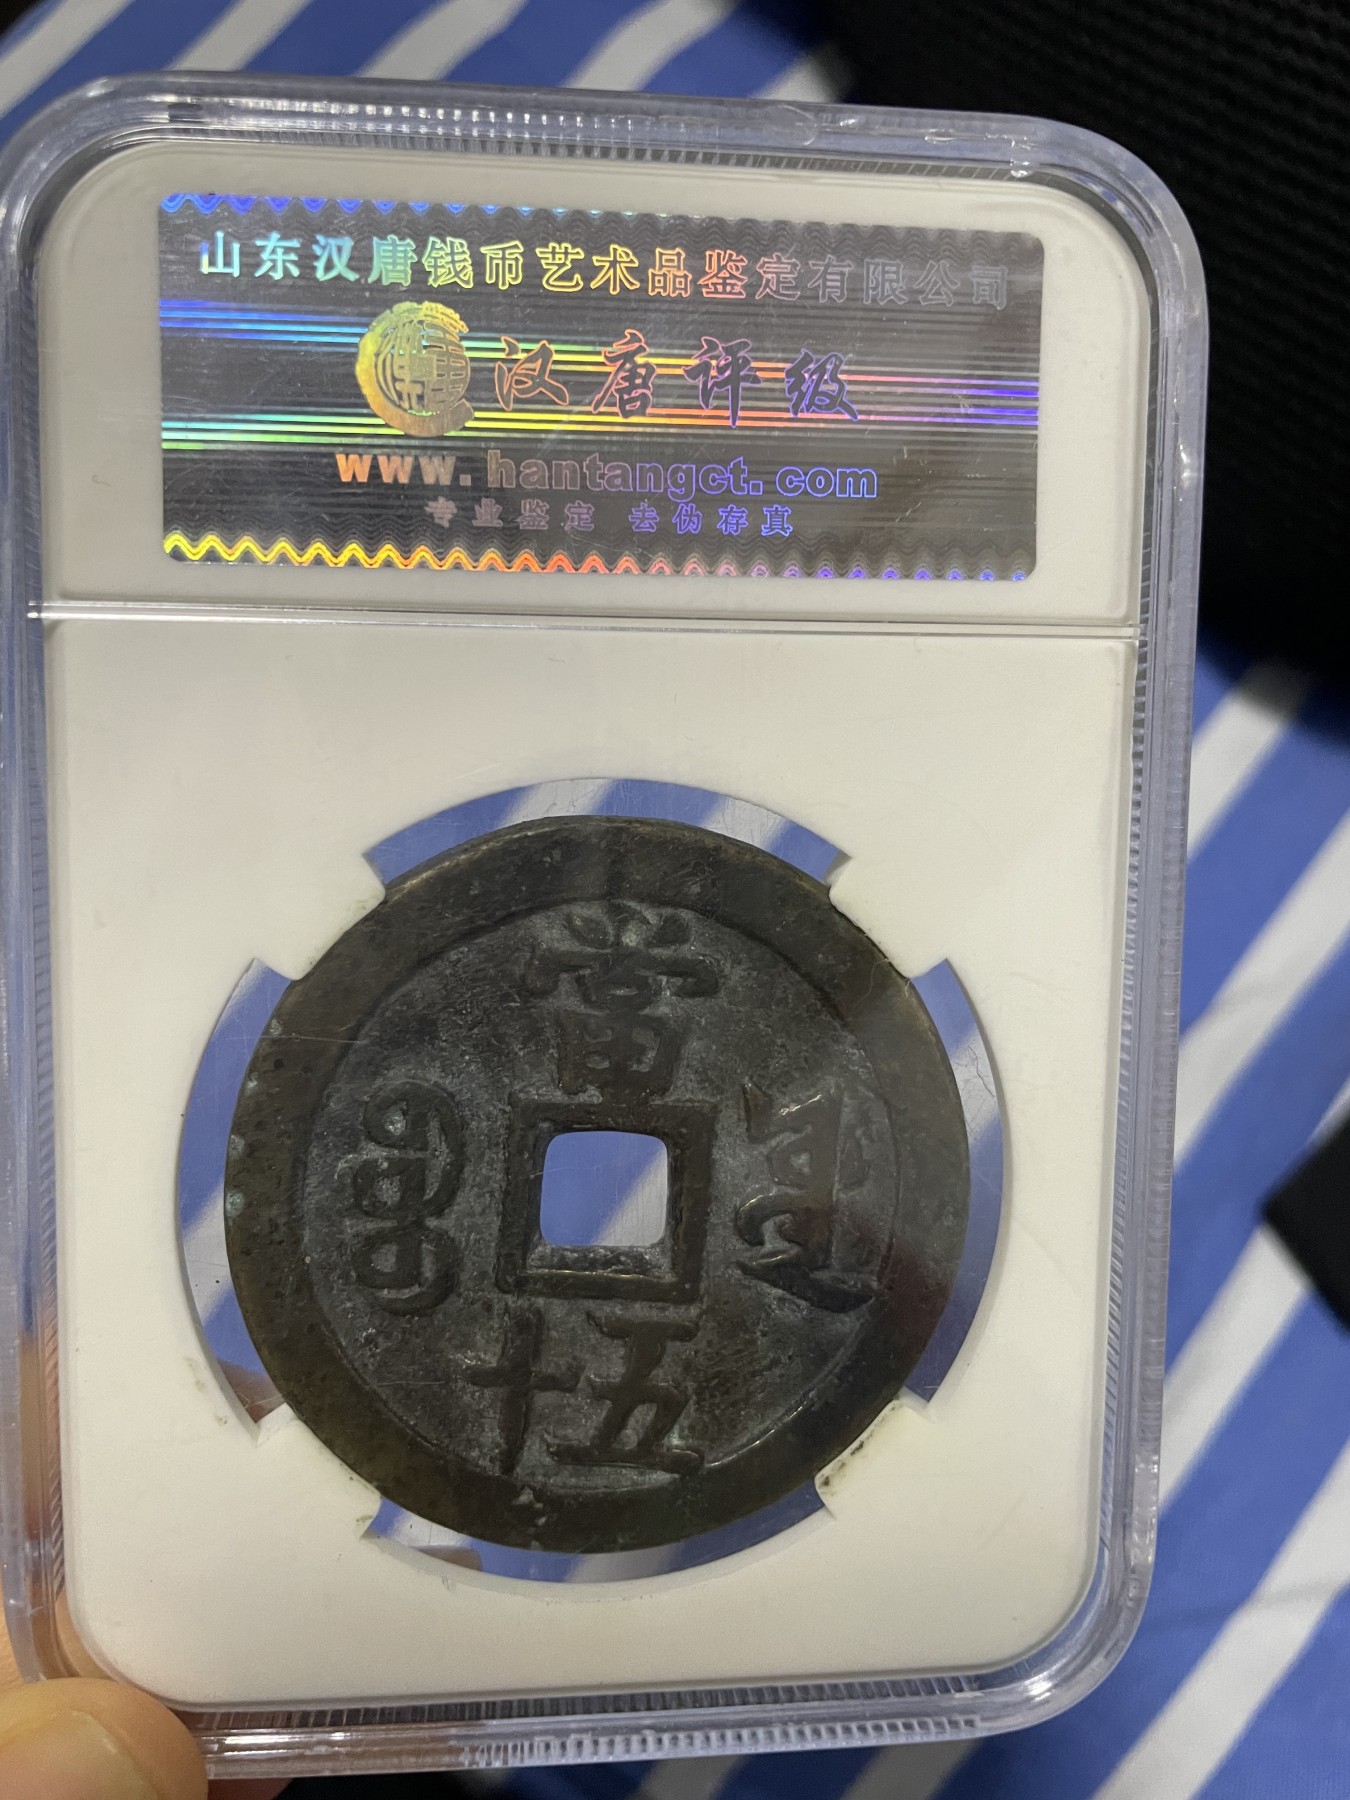 山东汉唐钱币艺术品鉴定有限公司
汉唐评级
www.hantangct.com
专业鉴定 去伪存真
當
五十